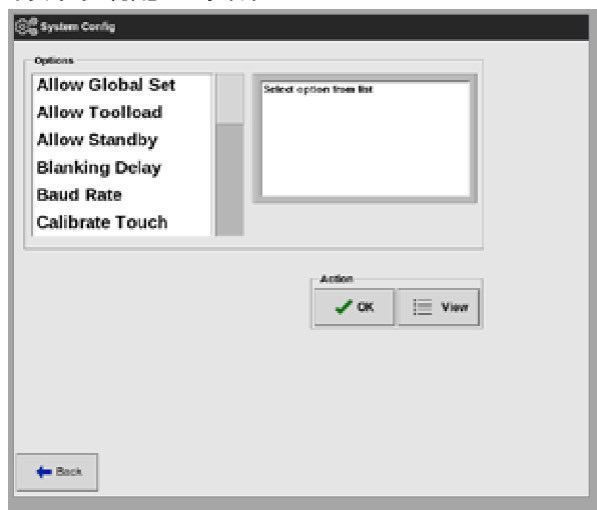 System Config
Options
Allow Global Set
Allow Toolload
Allow Standby
Blanking Delay
Baud Rate
Calibrate Touch
Select option from list
Action
OK
View
Back